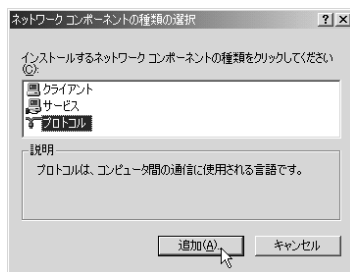 ネットワーク コンポーネントの種類の選択
インストールするネットワーク コンポーネントの種類をクリックしてください
(C):
クライアント
サービス
プロトコル
説明
プロトコルは、コンピュータ間の通信に使用される言語です。
追加(A)...
キャンセル